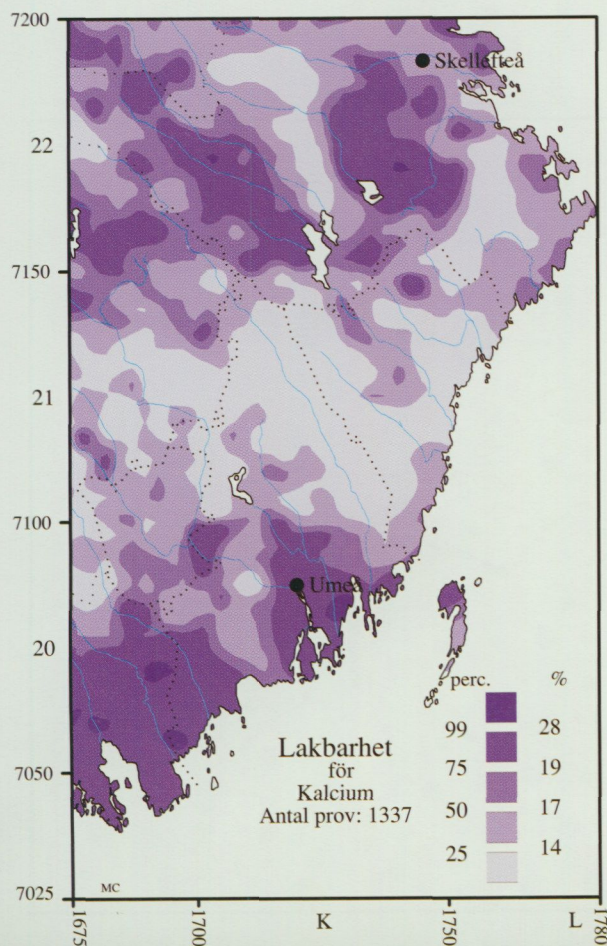 7200
Skellefteå
22
7150
21
7100
Umeå
20
perc. %
99 28
75 19
50 17
25 14
Lakbarhet
för
Kalcium
Antal prov: 1337
7050
7025
MC
1675 1700 K 1750 L 1780